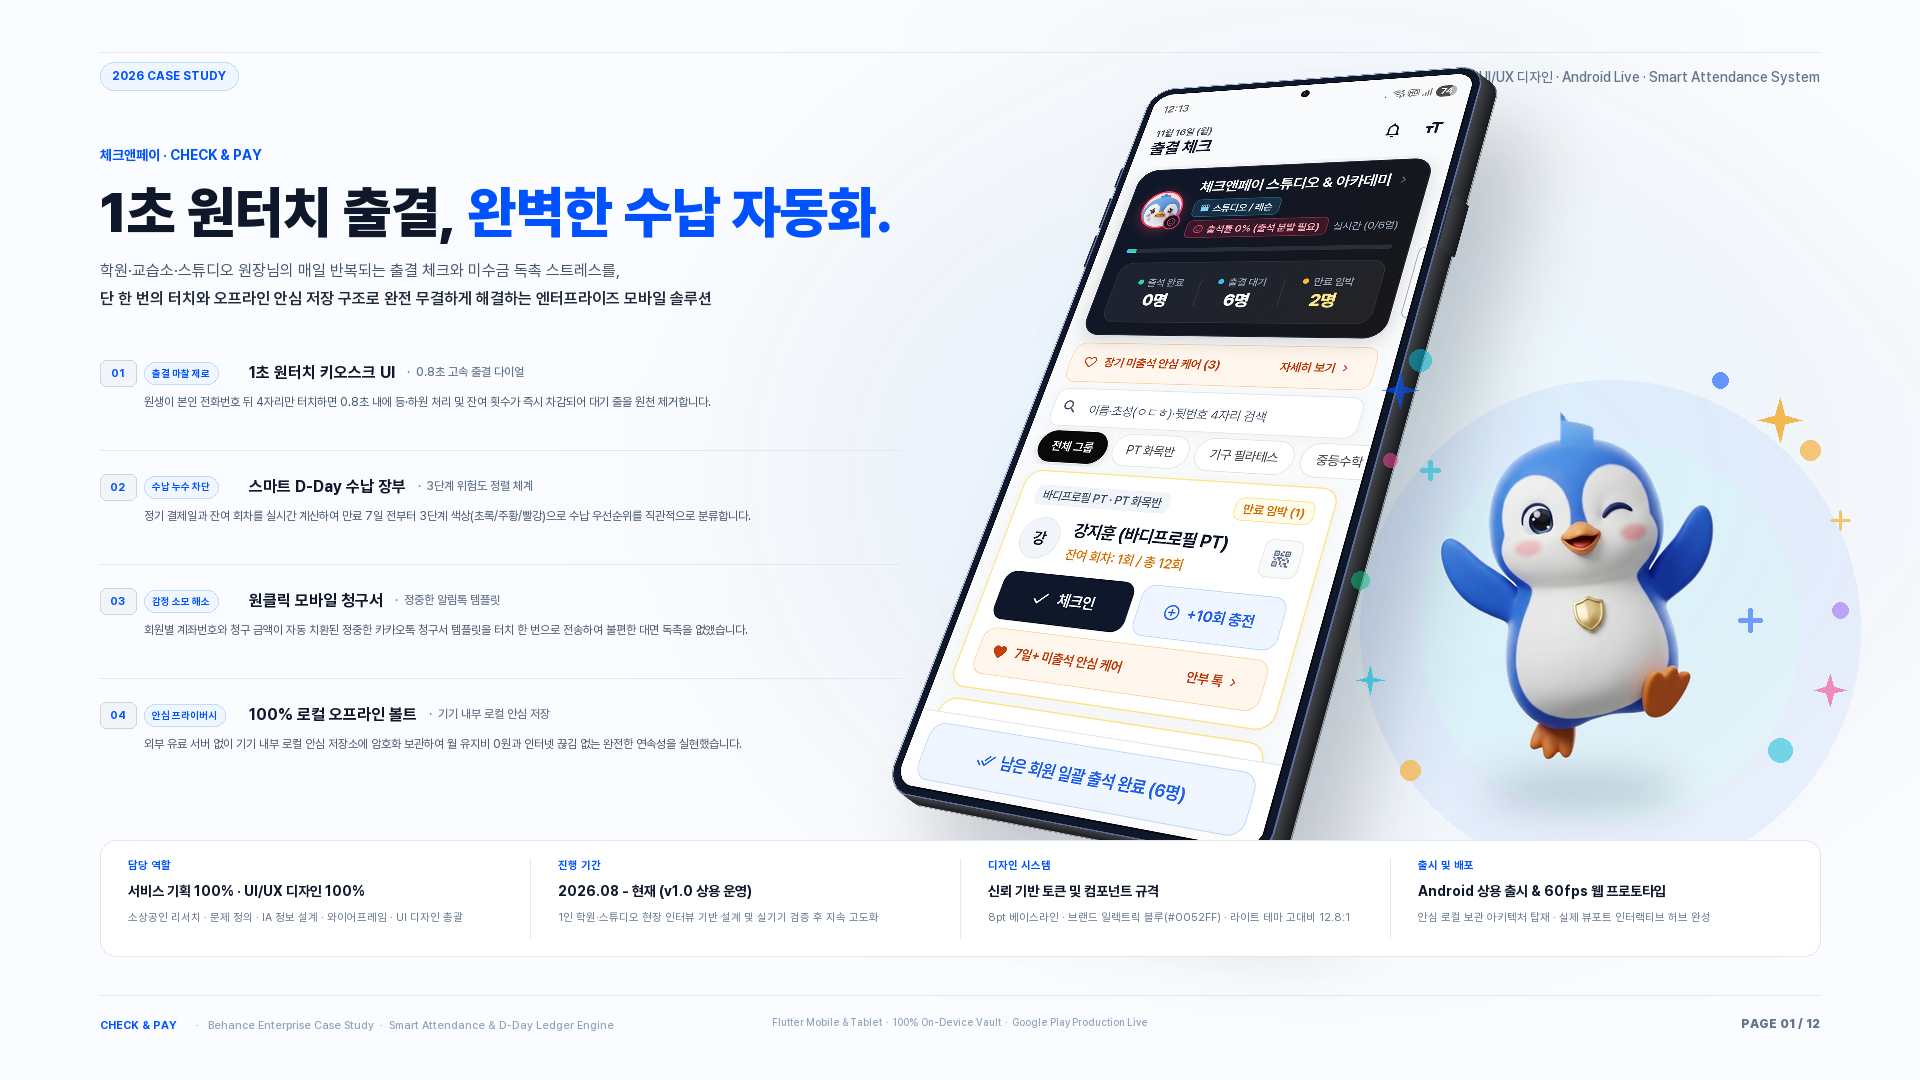 2026 CASE STUDY
UI/UX 디자인 · Android Live · Smart Attendance System
체크앤페이 · CHECK & PAY
1초 원터치 출결, 완벽한 수납 자동화.
학원·교습소·스튜디오 원장님의 매일 반복되는 출결 체크와 미수금 독촉 스트레스를,
단 한 번의 터치와 오프라인 안심 저장 구조로 완전 무결하게 해결하는 엔터프라이즈 모바일 솔루션
01 출결 마찰 제로 1초 원터치 키오스크 UI · 0.8초 고속 출결 다이얼
원생이 본인 전화번호 뒤 4자리만 터치하면 0.8초 내에 등·하원 처리 및 잔여 횟수가 즉시 차감되어 대기 줄을 원천 제거합니다.
02 수납 누수 차단 스마트 D-Day 수납 장부 · 3단계 위험도 정렬 체계
정기 결제일과 잔여 회차를 실시간 계산하여 만료 7일 전부터 3단계 색상(초록/주황/빨강)으로 수납 우선순위를 직관적으로 분류합니다.
03 감정 소모 해소 원클릭 모바일 청구서 · 정중한 알림톡 템플릿
회원별 계좌번호와 청구 금액이 자동 치환된 정중한 카카오톡 청구서 템플릿을 터치 한 번으로 전송하여 불편한 대면 독촉을 없앴습니다.
04 안심 프라이버시 100% 로컬 오프라인 볼트 · 기기 내부 로컬 안심 저장
외부 유료 서버 없이 기기 내부 로컬 안심 저장소에 암호화 보관하여 월 유지비 0원과 인터넷 끊김 없는 완전한 연속성을 실현했습니다.
12:13
74
11월 16일 (월)
출결 체크
TT
체크앤페이 스튜디오 & 아카데미
스튜디오 / 레슨
출석률 0% (출석 분발 필요) 실시간 (0/6명)
출석 완료 출결 대기 만료 임박
0명 6명 2명
장기 미출석 안심 케어 (3) 자세히 보기
이름·초성(ㅇㄷㅎ)·뒷번호 4자리 검색
전체 그룹 PT 화목반 기구 필라테스 중등수학
바디프로필 PT · PT 화목반 만료 임박 (1)
강 강지훈 (바디프로필 PT)
잔여 회차: 1회 / 총 12회
체크인 +10회 충전
7일+ 미출석 안심 케어 안부 톡
남은 회원 일괄 출석 완료 (6명)
담당 역할
서비스 기획 100% · UI/UX 디자인 100%
소상공인 리서치 · 문제 정의 · IA 정보 설계 · 와이어프레임 · UI 디자인 총괄
진행 기간
2026.08 - 현재 (v1.0 상용 운영)
1인 학원·스튜디오 현장 인터뷰 기반 설계 및 실기기 검증 후 지속 고도화
디자인 시스템
신뢰 기반 토큰 및 컴포넌트 규격
8pt 베이스라인 · 브랜드 일렉트릭 블루(#0052FF) · 라이트 테마 고대비 12.8:1
출시 및 배포
Android 상용 출시 & 60fps 웹 프로토타입
안심 로컬 보관 아키텍처 탑재 · 실제 뷰포트 인터랙티브 허브 완성
CHECK & PAY · Behance Enterprise Case Study · Smart Attendance & D-Day Ledger Engine
Flutter Mobile & Tablet · 100% On-Device Vault · Google Play Production Live
PAGE 01 / 12